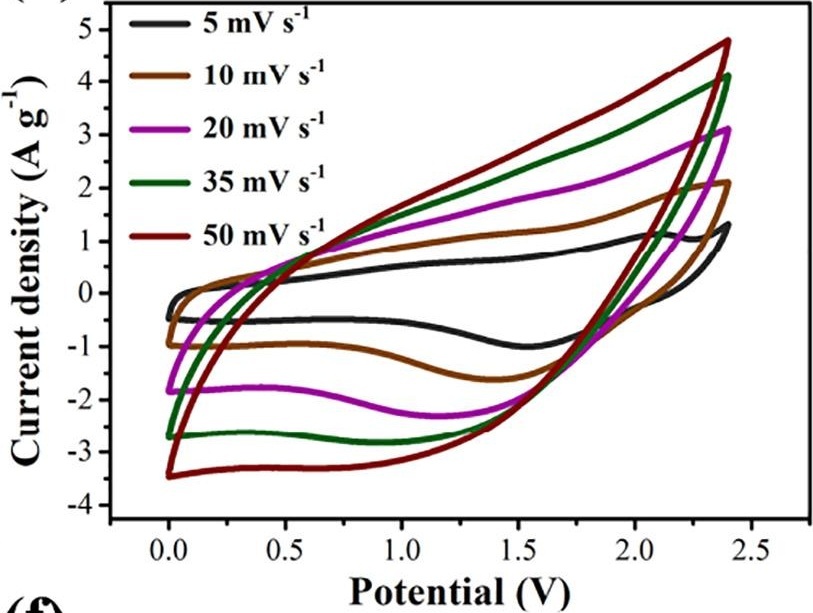 5 mV s⁻¹
10 mV s⁻¹
20 mV s⁻¹
35 mV s⁻¹
50 mV s⁻¹
Current density (A g⁻¹)
5
4
3
2
1
0
-1
-2
-3
-4
0.0 0.5 1.0 1.5 2.0 2.5
Potential (V)
(f)